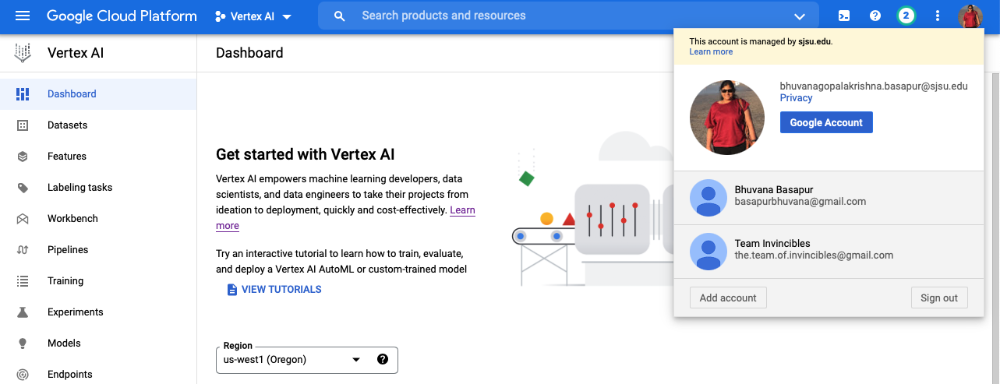 Google Cloud Platform
Vertex AI
Search products and resources
2
Vertex AI
Dashboard
Dashboard
Datasets
Features
Labeling tasks
Workbench
Pipelines
Training
Experiments
Models
Endpoints
Get started with Vertex AI
Vertex AI empowers machine learning developers, data
scientists, and data engineers to take their projects from
ideation to deployment, quickly and cost-effectively. Learn
more
Try an interactive tutorial to learn how to train, evaluate,
and deploy a Vertex AI AutoML or custom-trained model
VIEW TUTORIALS
Region
us-west1 (Oregon)
This account is managed by sjsu.edu.
Learn more
bhuvanagopalakrishna.basapur@sjsu.edu
Privacy
Google Account
Bhuvana Basapur
basapurbhuvana@gmail.com
Team Invincibles
the.team.of.invincibles@gmail.com
Add account
Sign out